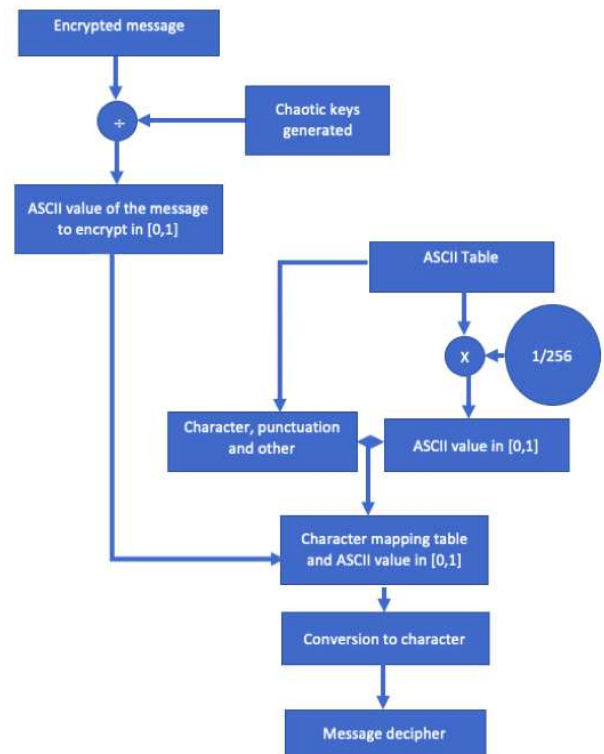 Encrypted message
÷
Chaotic keys
generated
ASCII value of the message
to encrypt in [0,1]
ASCII Table
X
1/256
Character, punctuation
and other
ASCII value in [0,1]
Character mapping table
and ASCII value in [0,1]
Conversion to character
Message decipher